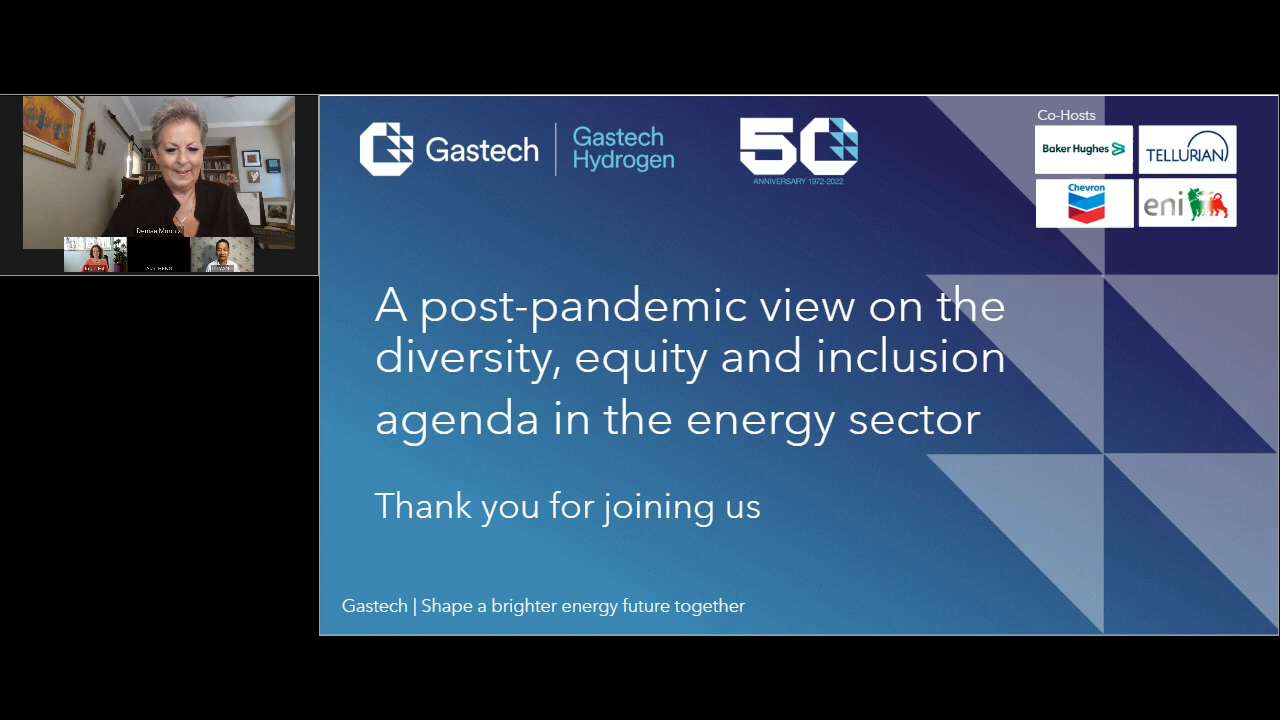 Gastech
Gastech
Hydrogen
50
ANNIVERSARY 1972-2022
Co-Hosts
Baker Hughes
TELLURIAN
Chevron
eni
A post-pandemic view on the
diversity, equity and inclusion
agenda in the energy sector
Thank you for joining us
Gastech | Shape a brighter energy future together
Denise